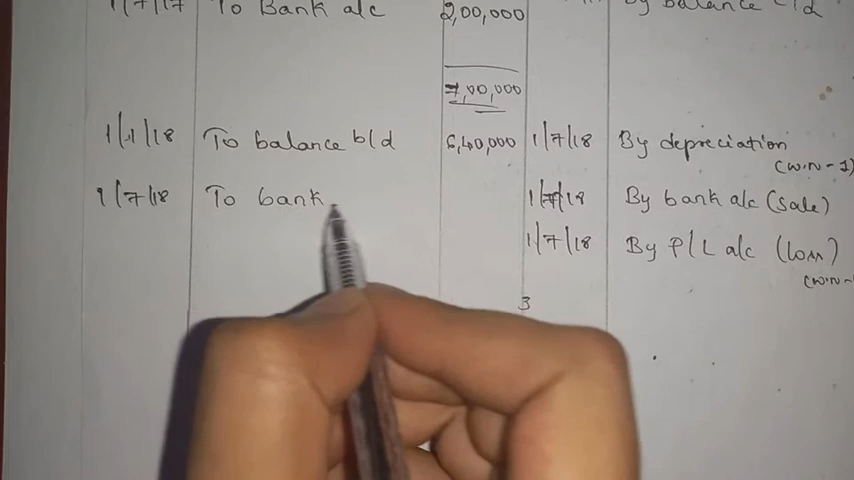 1/7/17 To Bank a/c 2,00,000 By balance c/d
7,00,000
1/1/18 To balance b/d 6,40,000 1/7/18 By depreciation
(W.N-1)
1/7/18 To bank 1/7/18 By bank a/c (Sale)
1/7/18 By P/L a/c (Loss)
(W.N-
3